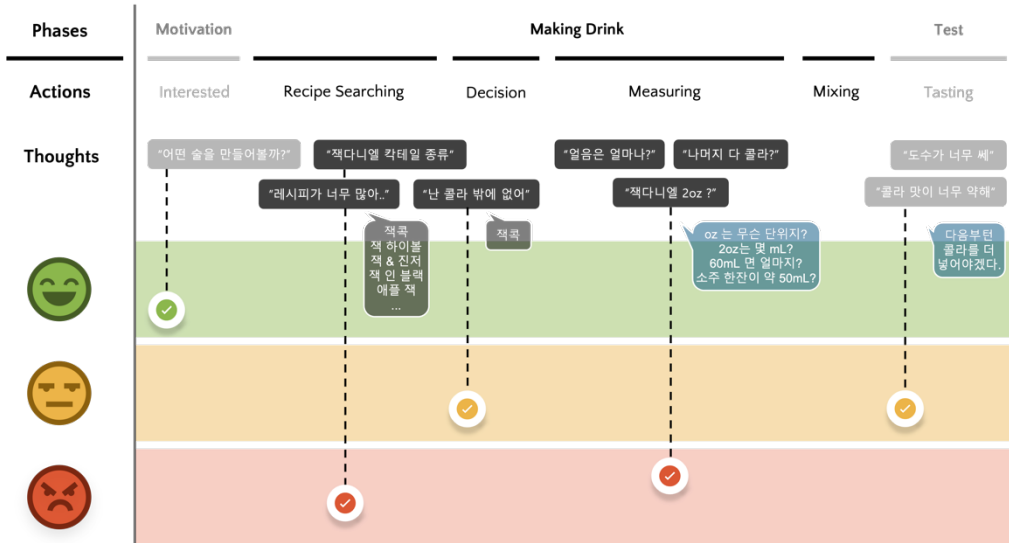 Phases
Motivation
Making Drink
Test
Actions
Interested
Recipe Searching
Decision
Measuring
Mixing
Tasting
Thoughts
“어떤 술을 만들어볼까?”
“잭다니엘 칵테일 종류”
“얼음은 얼마나?”
“나머지 다 콜라?”
“도수가 너무 쎄”
“레시피가 너무 많아..”
“난 콜라 밖에 없어”
“잭다니엘 2oz ?”
“콜라 맛이 너무 약해”
잭콕
잭 하이볼
잭 & 진저
잭 인 블랙
애플 잭
...
잭콕
oz 는 무슨 단위지?
2oz는 몇 mL?
60mL 면 얼마지?
소주 한잔이 약 50mL?
다음부턴
콜라를 더
넣어야겠다.